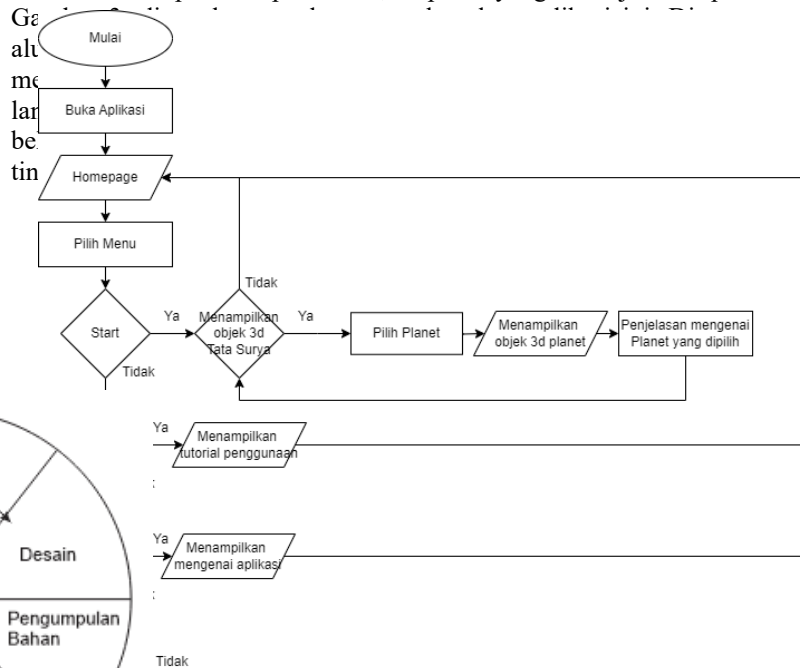 Mulai
Buka Aplikasi
Homepage
Pilih Menu
Tidak
Start
Ya
Menampilkan
objek 3d
Tata Surya
Ya
Pilih Planet
Menampilkan
objek 3d planet
Penjelasan mengenai
Planet yang dipilih
Tidak
Ya
Menampilkan
tutorial penggunaan
Ya
Menampilkan
mengenai aplikasi
Desain
Pengumpulan
Bahan
Tidak